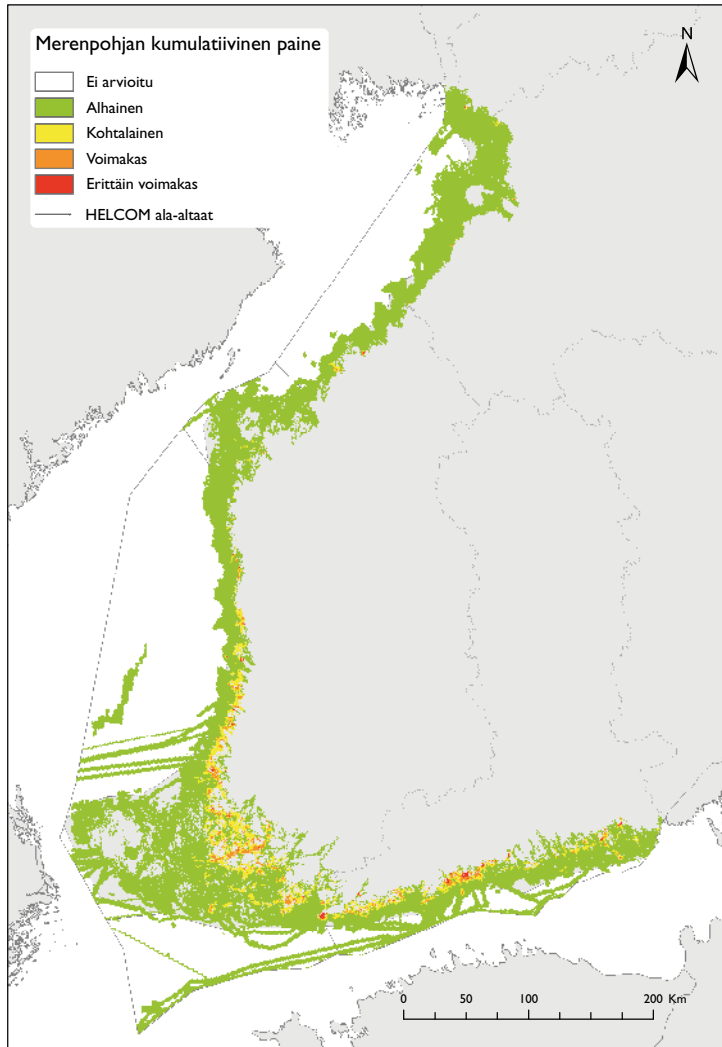 Merenpohjan kumulatiivinen paine
Ei arvioitu
Alhainen
Kohtalainen
Voimakas
Erittäin voimakas
HELCOM ala-altaat
N
0 50 100 200 Km